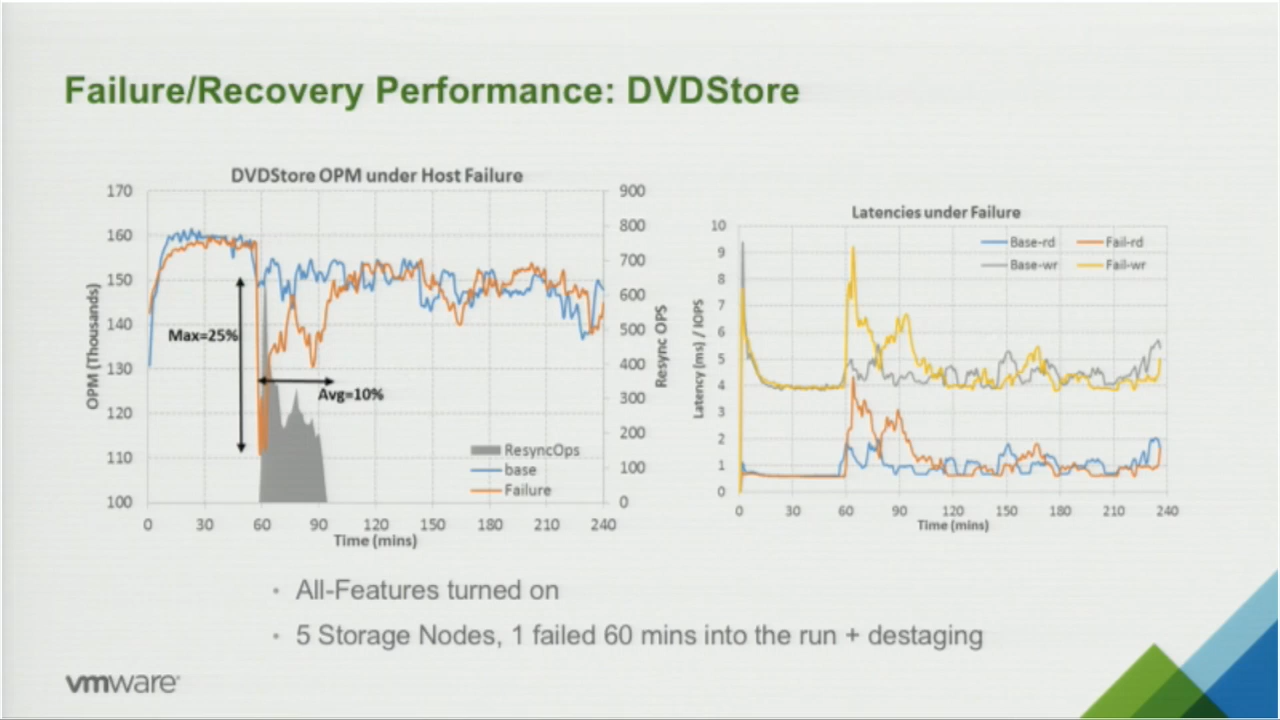 Failure/Recovery Performance: DVDStore
DVDStore OPM under Host Failure
170
160
150
140
130
120
110
100
OPM (Thousands)
900
800
700
600
500
400
300
200
100
0
Resync OPS
Max=25%
Avg=10%
ResyncOps
base
Failure
0 30 60 90 120 150 180 210 240
Time (mins)
Latencies under Failure
10
9
8
7
6
5
4
3
2
1
0
Latency (ms) / IOPS
Base-rd Fail-rd
Base-wr Fail-wr
0 30 60 90 120 150 180 210 240
Time (mins)
• All-Features turned on
• 5 Storage Nodes, 1 failed 60 mins into the run + destaging
vmware